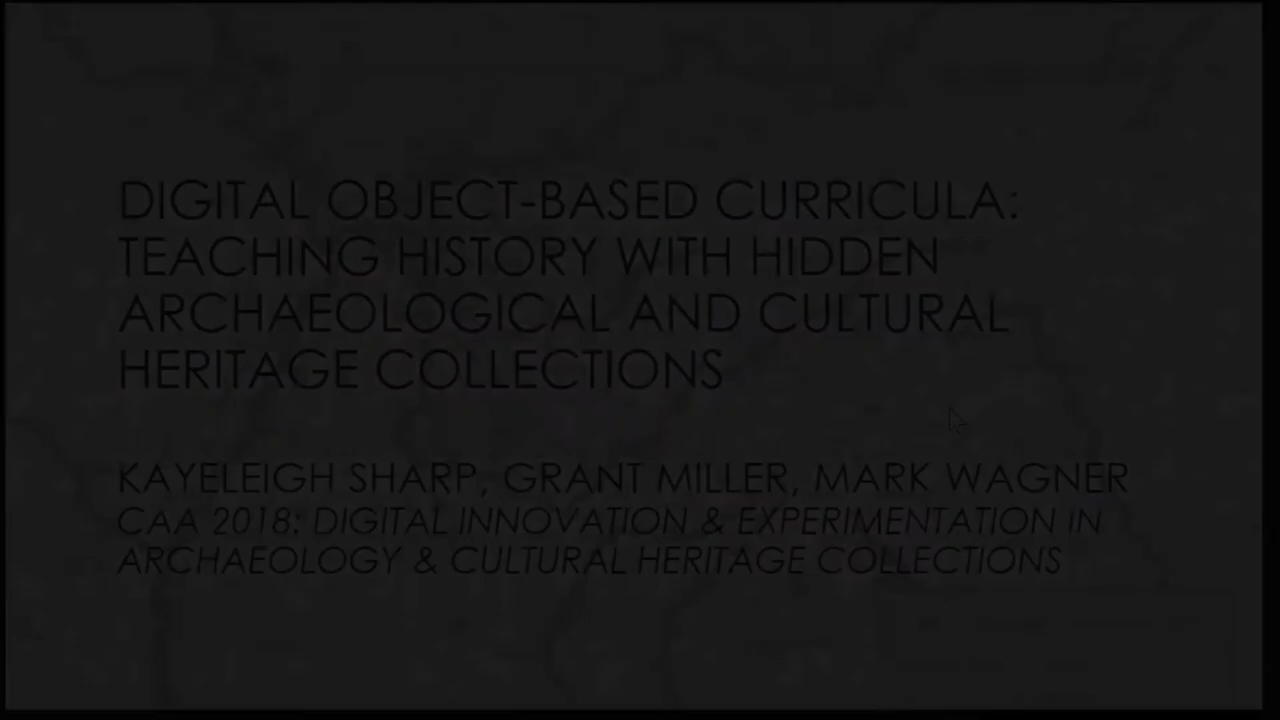 DIGITAL OBJECT-BASED CURRICULA:
TEACHING HISTORY WITH HIDDEN
ARCHAEOLOGICAL AND CULTURAL
HERITAGE COLLECTIONS
KAYELEIGH SHARP, GRANT MILLER, MARK WAGNER
CAA 2018: DIGITAL INNOVATION & EXPERIMENTATION IN
ARCHAEOLOGY & CULTURAL HERITAGE COLLECTIONS